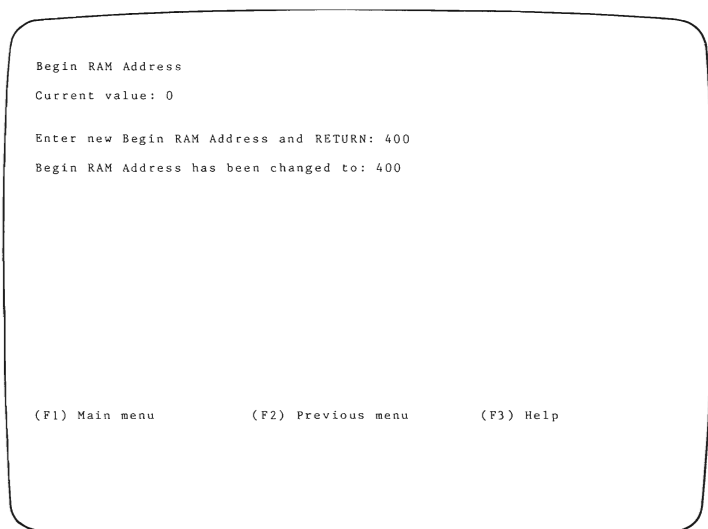 Begin RAM Address
Current value: 0
Enter new Begin RAM Address and RETURN: 400
Begin RAM Address has been changed to: 400
(F1) Main menu (F2) Previous menu (F3) Help